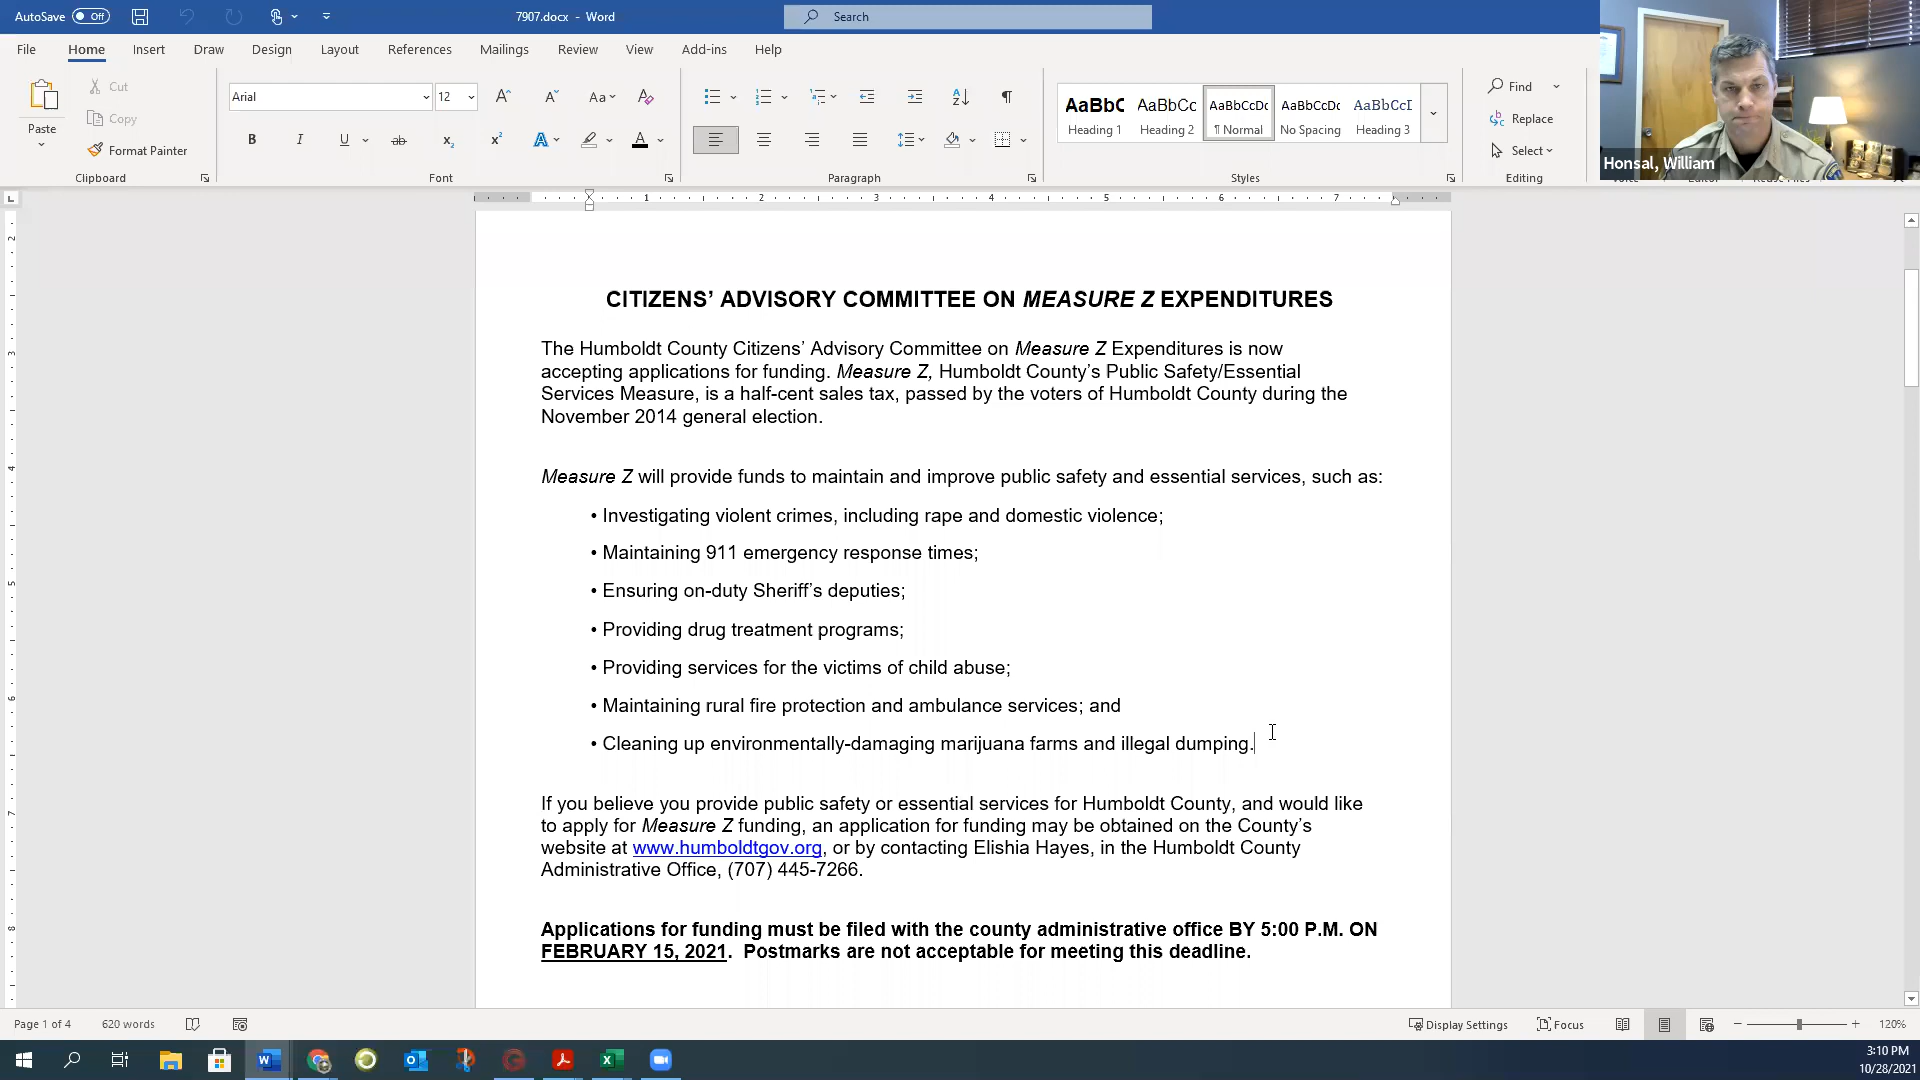 AutoSave Off 7907.docx - Word Search
File Home Insert Draw Design Layout References Mailings Review View Add-ins Help
Paste Cut Copy Format Painter
Arial 12
AaBbC AaBbCc AaBbCcDc AaBbCcDc AaBbCcI
Heading 1 Heading 2 ¶ Normal No Spacing Heading 3
Find
Replace
Select
Honsal, William
Clipboard Font Paragraph Styles Editing
CITIZENS’ ADVISORY COMMITTEE ON MEASURE Z EXPENDITURES
The Humboldt County Citizens’ Advisory Committee on Measure Z Expenditures is now
accepting applications for funding. Measure Z, Humboldt County’s Public Safety/Essential
Services Measure, is a half-cent sales tax, passed by the voters of Humboldt County during the
November 2014 general election.
Measure Z will provide funds to maintain and improve public safety and essential services, such as:
• Investigating violent crimes, including rape and domestic violence;
• Maintaining 911 emergency response times;
• Ensuring on-duty Sheriff’s deputies;
• Providing drug treatment programs;
• Providing services for the victims of child abuse;
• Maintaining rural fire protection and ambulance services; and
• Cleaning up environmentally-damaging marijuana farms and illegal dumping.
If you believe you provide public safety or essential services for Humboldt County, and would like
to apply for Measure Z funding, an application for funding may be obtained on the County’s
website at www.humboldtgov.org, or by contacting Elishia Hayes, in the Humboldt County
Administrative Office, (707) 445-7266.
Applications for funding must be filed with the county administrative office BY 5:00 P.M. ON
FEBRUARY 15, 2021. Postmarks are not acceptable for meeting this deadline.
Page 1 of 4 620 words Display Settings Focus 120%
3:10 PM
10/28/2021